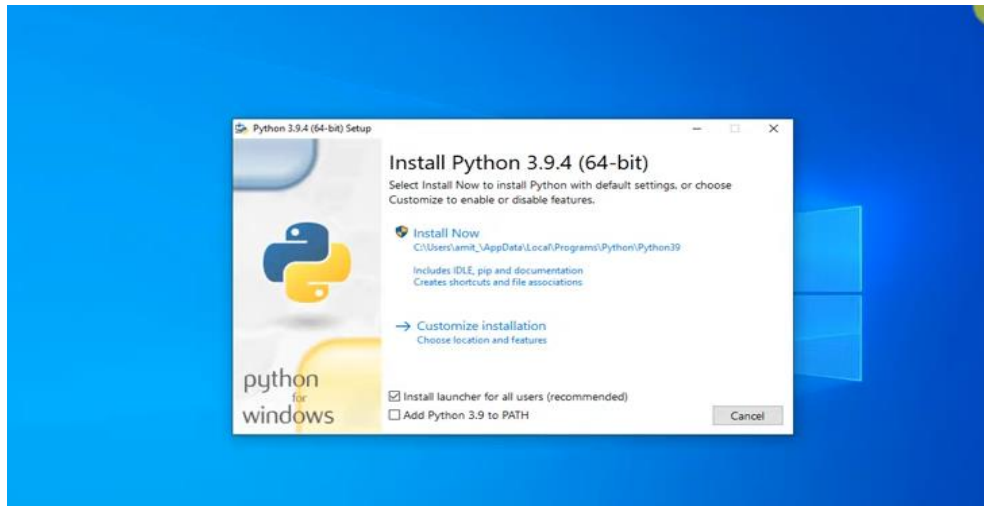 Python 3.9.4 (64-bit) Setup
Install Python 3.9.4 (64-bit)
Select Install Now to install Python with default settings, or choose
Customize to enable or disable features.
Install Now
C:\Users\amit_\AppData\Local\Programs\Python\Python39
Includes IDLE, pip and documentation
Creates shortcuts and file associations
Customize installation
Choose location and features
python
for
windows
Install launcher for all users (recommended)
Add Python 3.9 to PATH
Cancel